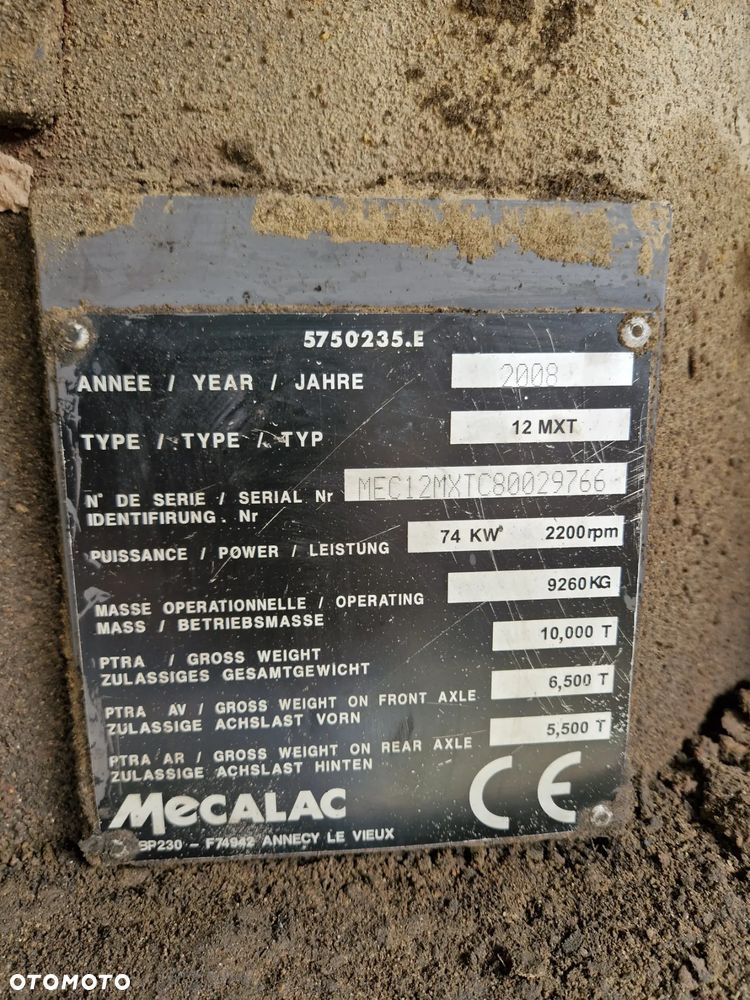 5750235.E
ANNEE / YEAR / JAHRE 2008
TYPE / TYPE / TYP 12 MXT
N° DE SERIE / SERIAL Nr MEC12MXTC80029766
IDENTIFIRUNG. Nr
PUISSANCE / POWER / LEISTUNG 74 KW 2200rpm
MASSE OPERATIONNELLE / OPERATING 9260KG
MASS / BETRIEBSMASSE
PTRA / GROSS WEIGHT 10,000 T
ZULASSIGES GESAMTGEWICHT
PTRA AV / GROSS WEIGHT ON FRONT AXLE 6,500 T
ZULASSIGE ACHSLAST VORN
PTRA AR / GROSS WEIGHT ON REAR AXLE 5,500 T
ZULASSIGE ACHSLAST HINTEN
MECALAC CE
BP230 - F74942 ANNECY LE VIEUX
OTOMOTO